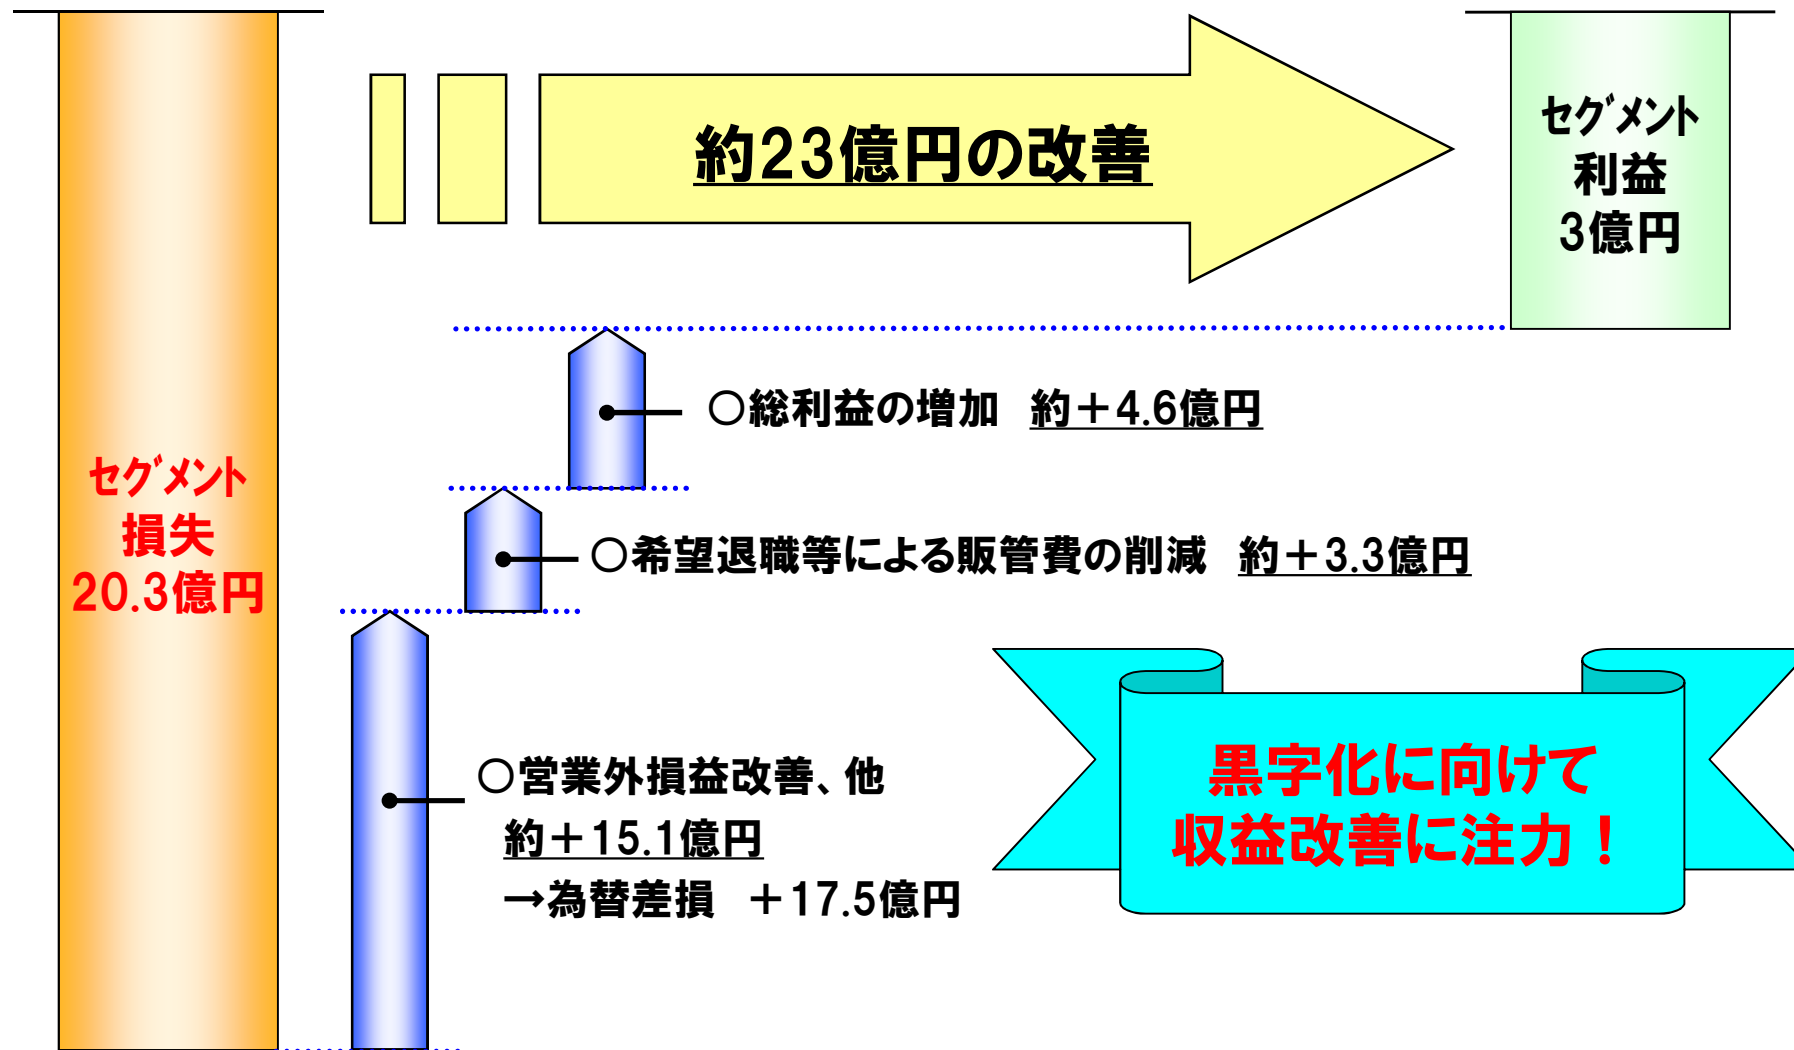 約23億円の改善
セグメント
利益
3億円
○総利益の増加 約＋4.6億円
セグメント
損失
20.3億円
○希望退職等による販管費の削減 約＋3.3億円
○営業外損益改善、他
約＋15.1億円
→為替差損 ＋17.5億円
黒字化に向けて
収益改善に注力！